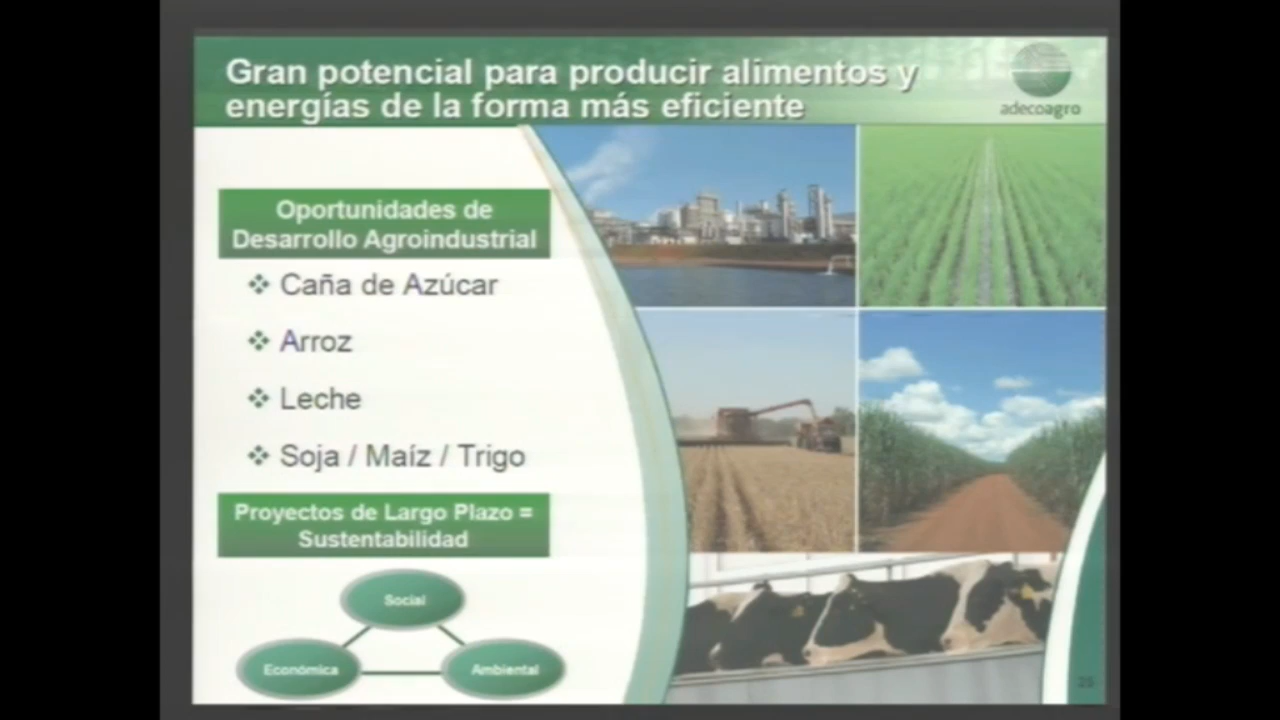 Gran potencial para producir alimentos y
energías de la forma más eficiente
adecoagro
Oportunidades de
Desarrollo Agroindustrial
Caña de Azúcar
Arroz
Leche
Soja / Maíz / Trigo
Proyectos de Largo Plazo =
Sustentabilidad
Social
Económica
Ambiental